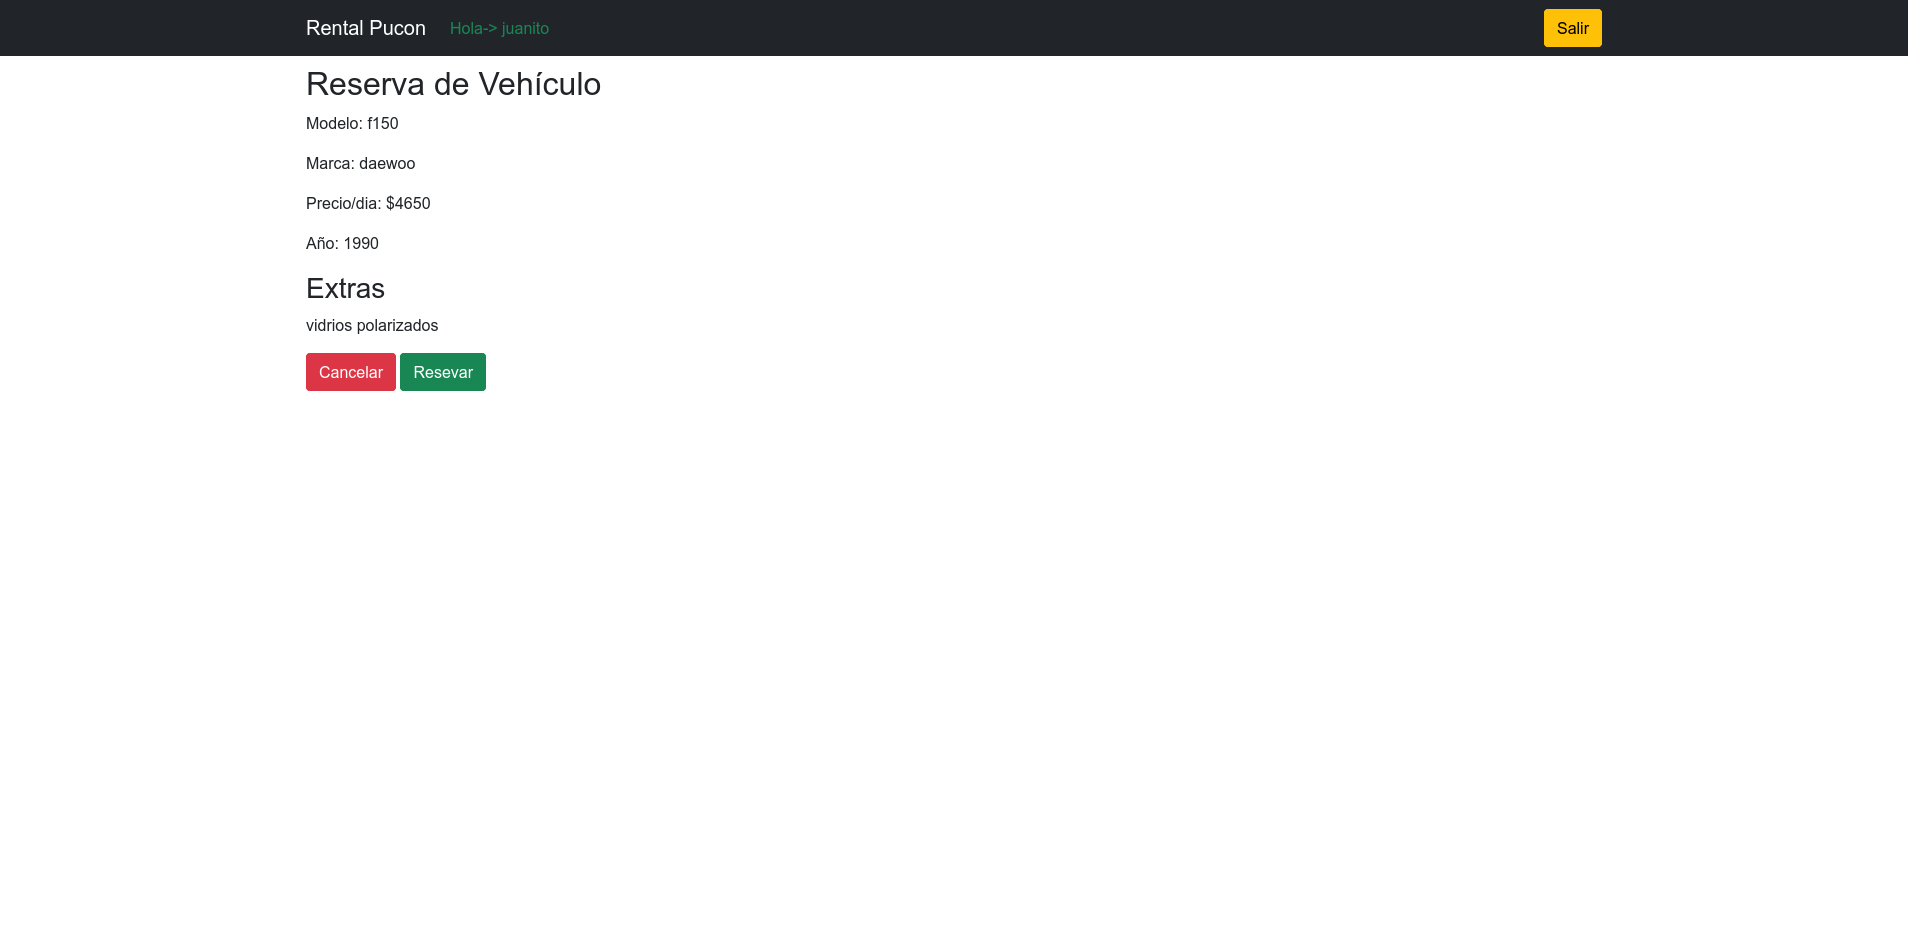 Rental Pucon Hola-> juanito Salir
Reserva de Vehículo
Modelo: f150
Marca: daewoo
Precio/dia: $4650
Año: 1990
Extras
vidrios polarizados
Cancelar Resevar